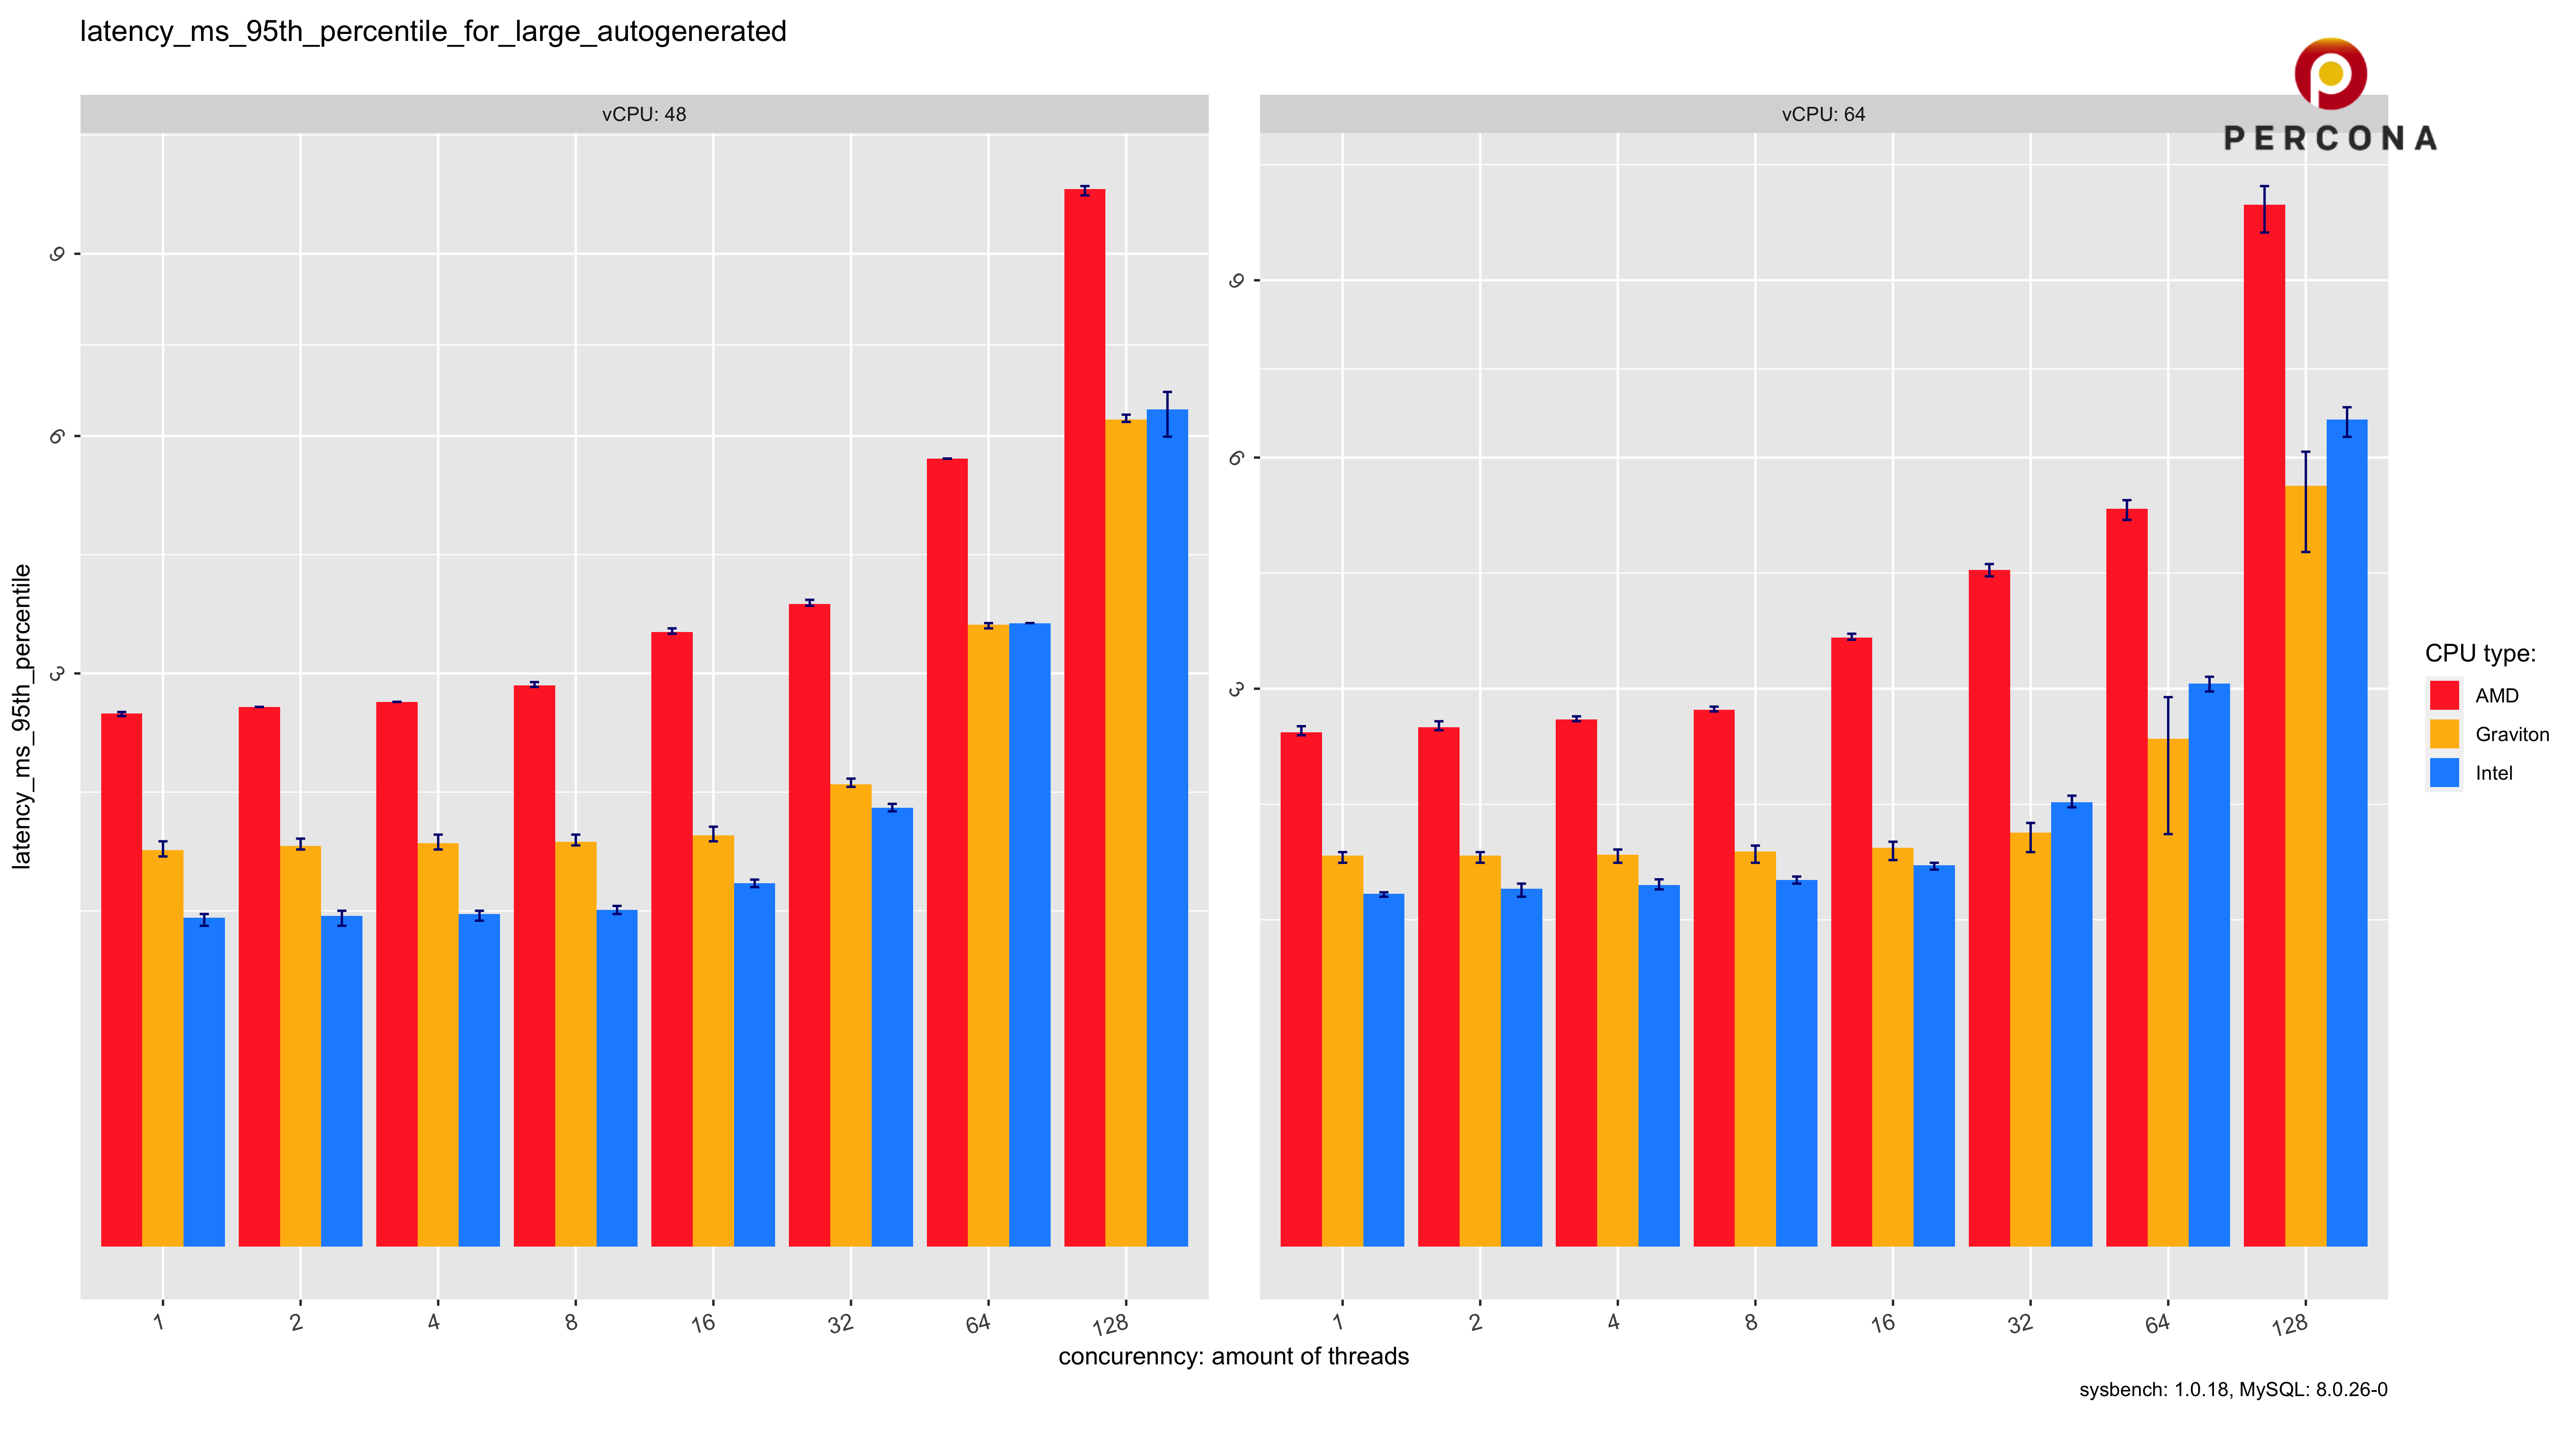 latency_ms_95th_percentile_for_large_autogenerated
PERCONA
vCPU: 48
vCPU: 64
latency_ms_95th_percentile
9
6
3
9
6
3
1 2 4 8 16 32 64 128
1 2 4 8 16 32 64 128
concurenncy: amount of threads
CPU type:
AMD
Graviton
Intel
sysbench: 1.0.18, MySQL: 8.0.26-0